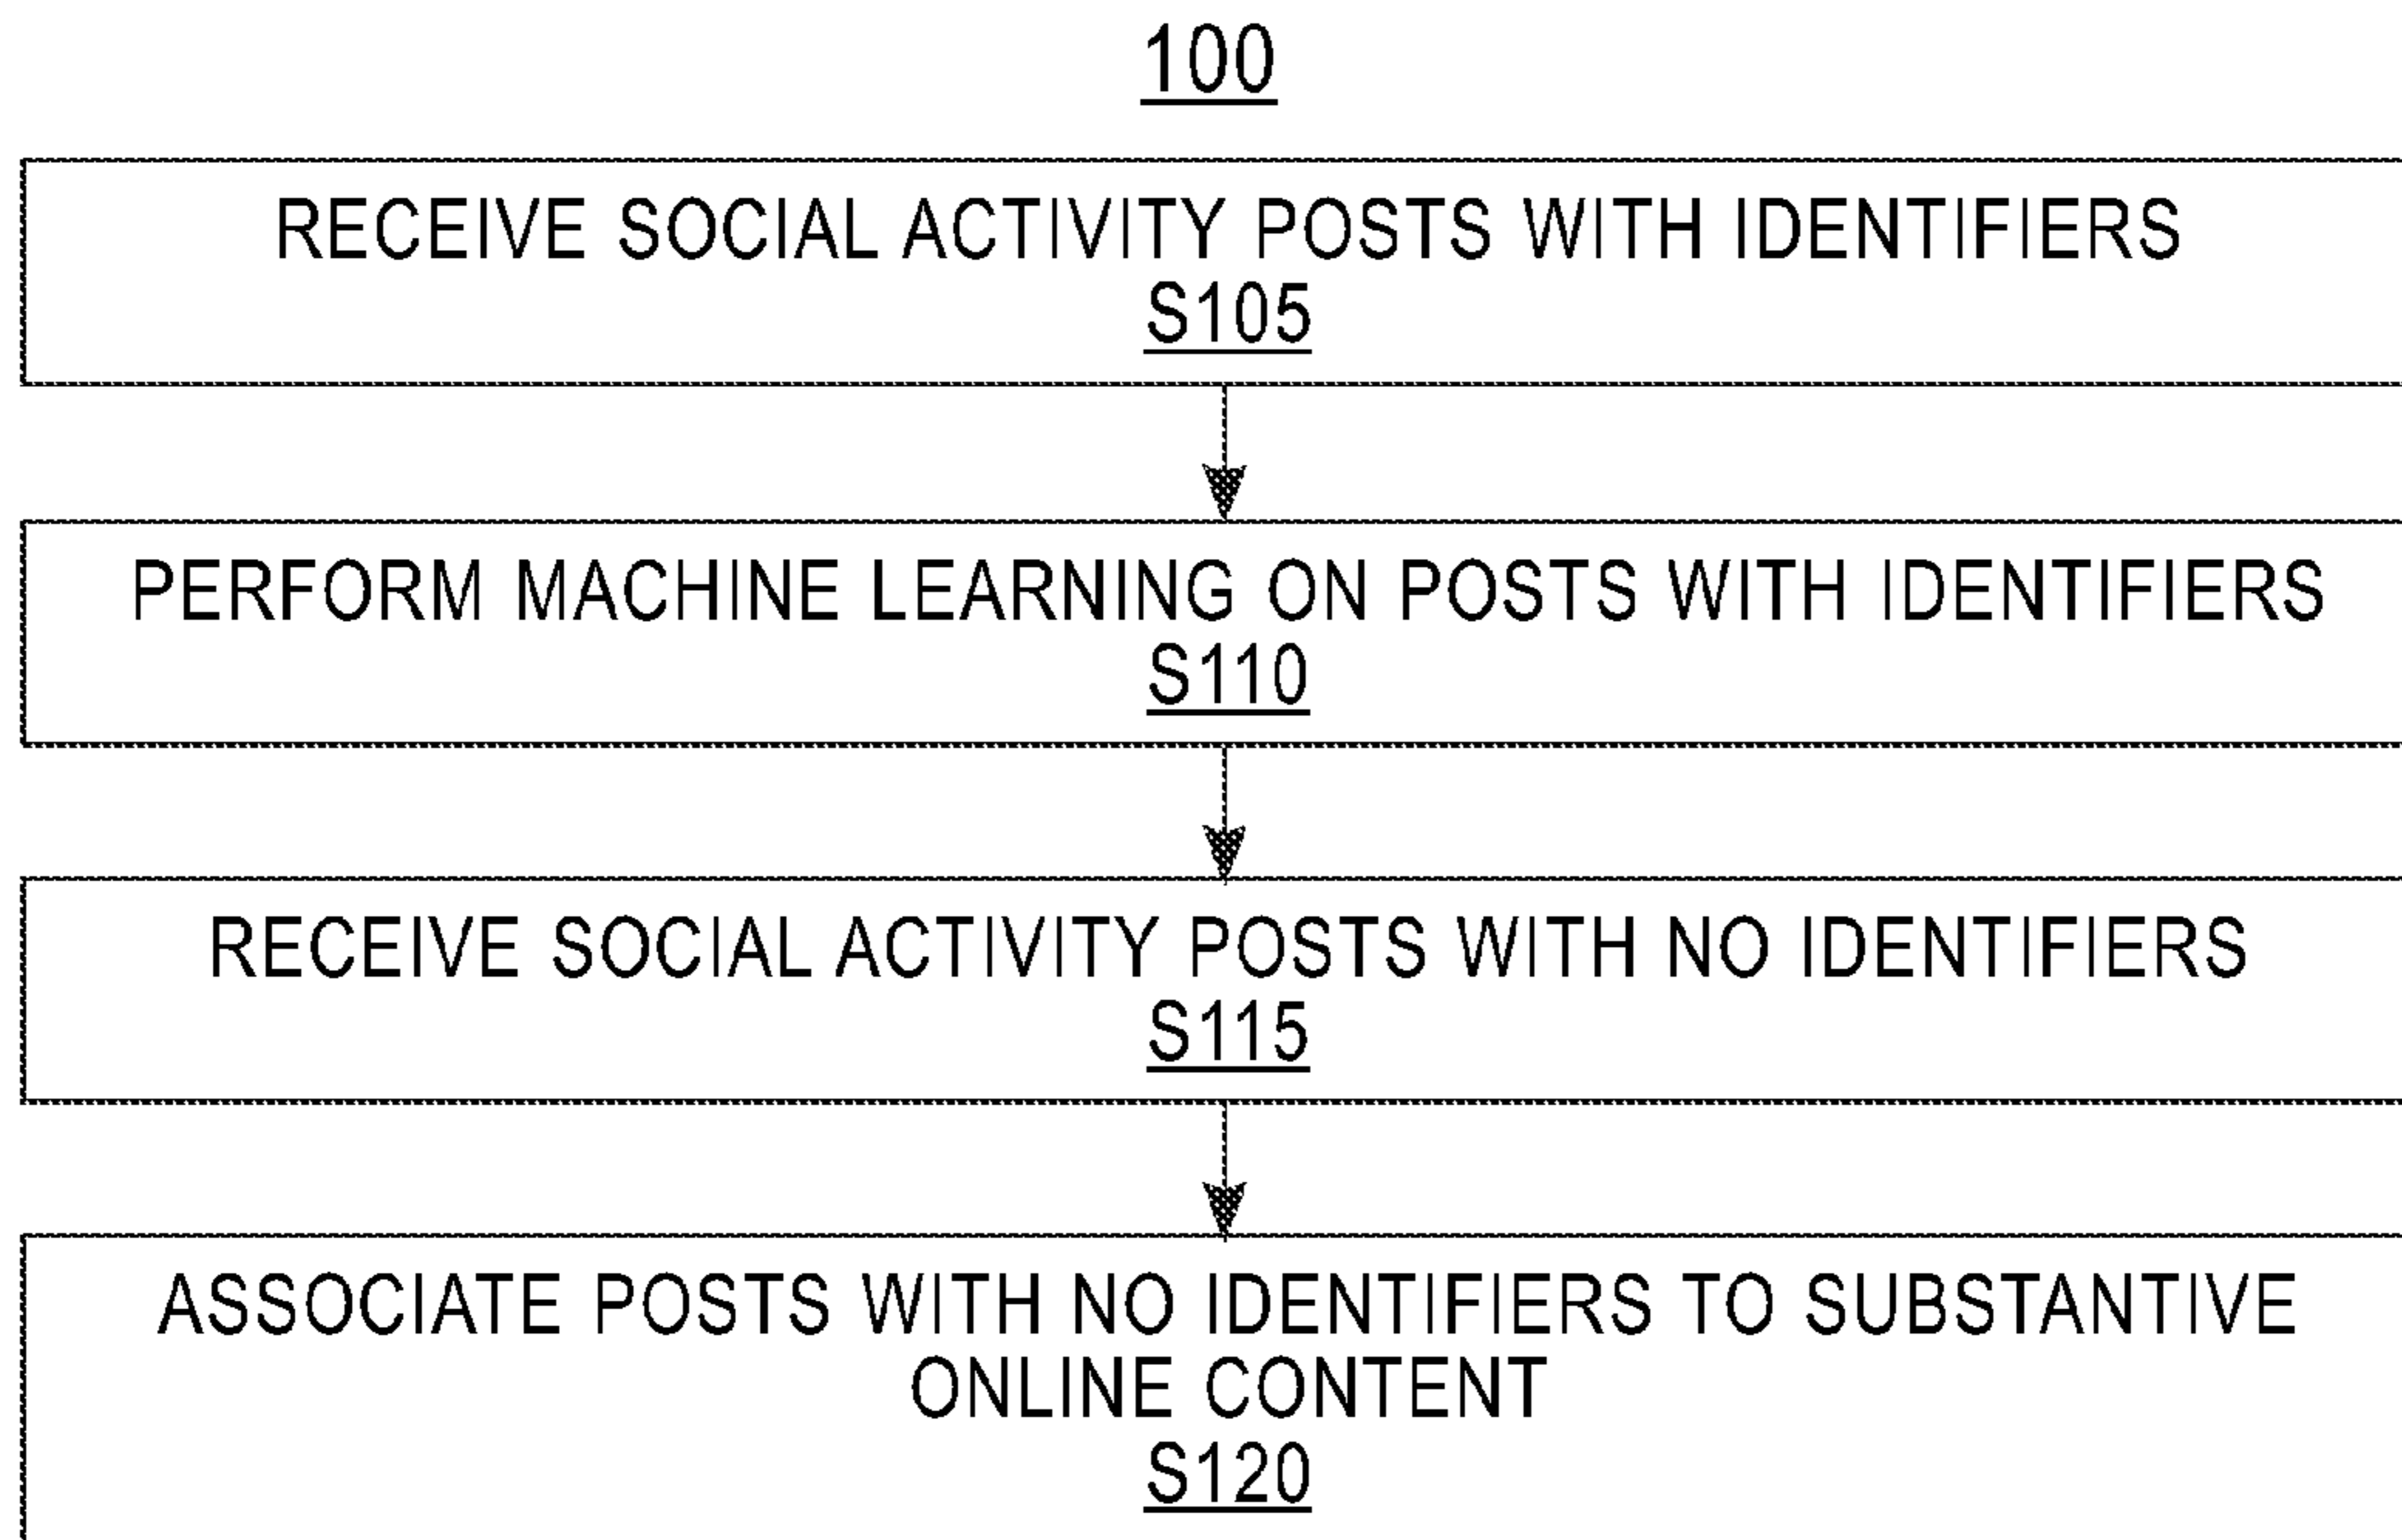 100
RECEIVE SOCIAL ACTIVITY POSTS WITH IDENTIFIERS
S105
PERFORM MACHINE LEARNING ON POSTS WITH IDENTIFIERS
S110
RECEIVE SOCIAL ACTIVITY POSTS WITH NO IDENTIFIERS
S115
ASSOCIATE POSTS WITH NO IDENTIFIERS TO SUBSTANTIVE
ONLINE CONTENT
S120